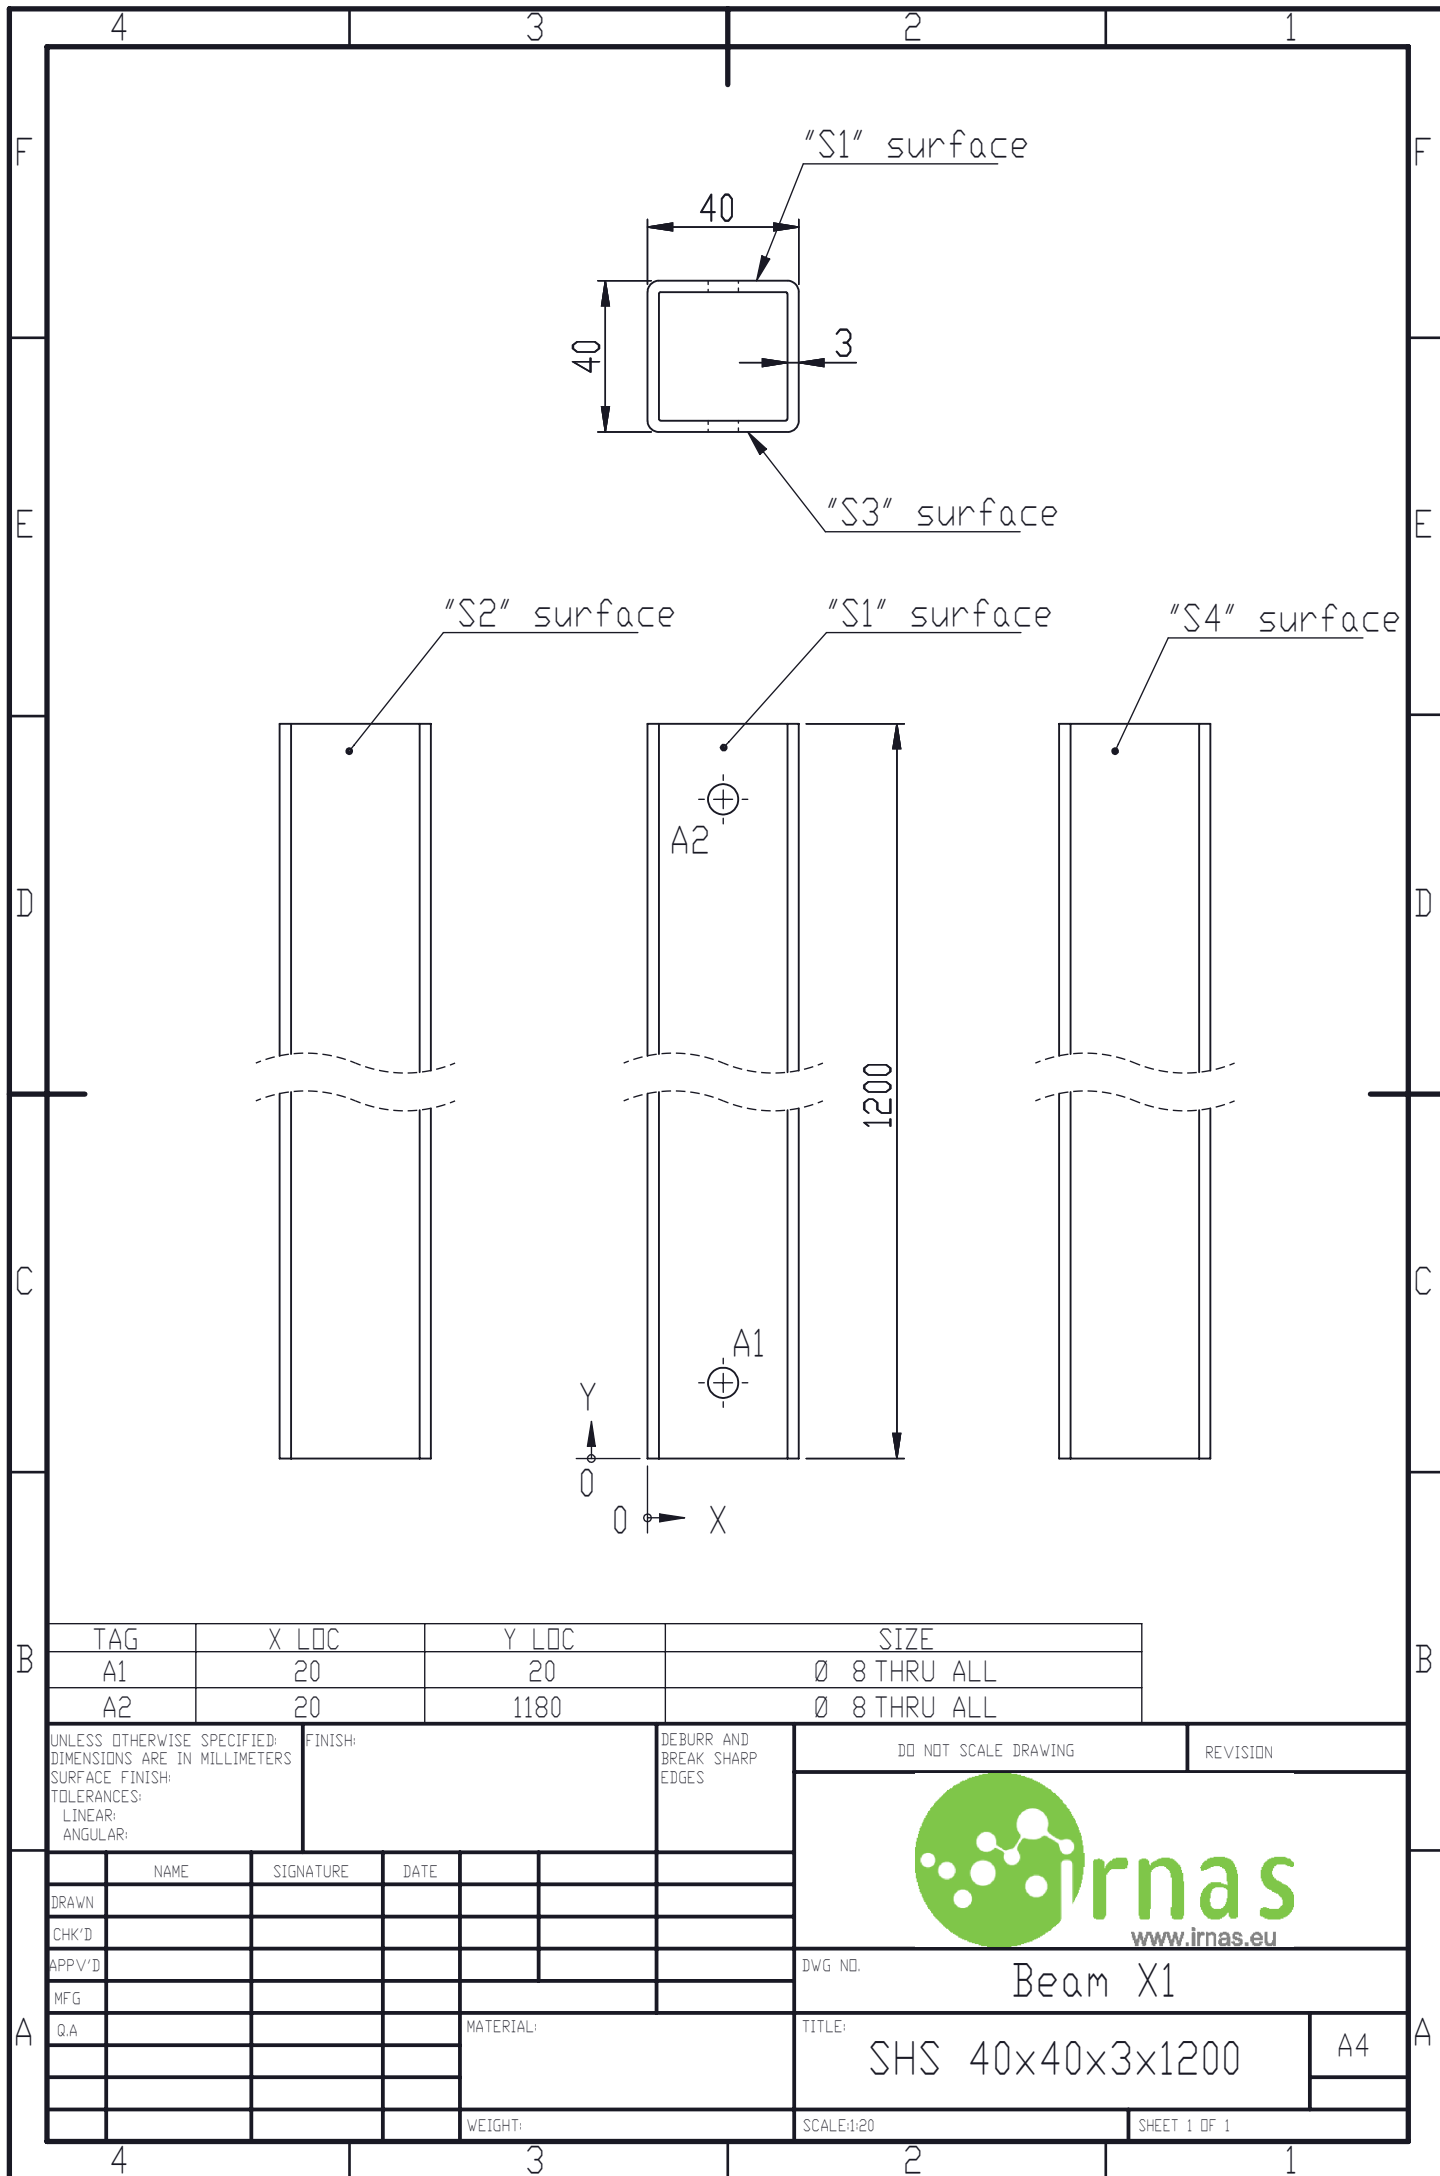 4 3 2 1
F F
"S1" surface
40
40
3
"S3" surface
E E
"S2" surface "S1" surface "S4" surface
A2
D D
1200
C C
A1
Y
0
0 X
TAG X LOC Y LOC SIZE
B B
A1 20 20 Ø 8 THRU ALL
A2 20 1180 Ø 8 THRU ALL
UNLESS OTHERWISE SPECIFIED:
DIMENSIONS ARE IN MILLIMETERS
SURFACE FINISH:
TOLERANCES:
LINEAR:
ANGULAR:
FINISH:
DEBURR AND
BREAK SHARP
EDGES
DO NOT SCALE DRAWING
REVISION
irnas
www.irnas.eu
NAME SIGNATURE DATE
DRAWN
CHK'D
APPV'D
MFG
Q.A
DWG NO.
Beam X1
MATERIAL:
TITLE:
SHS 40x40x3x1200
A4
A A
WEIGHT:
SCALE:1:20
SHEET 1 OF 1
4 3 2 1